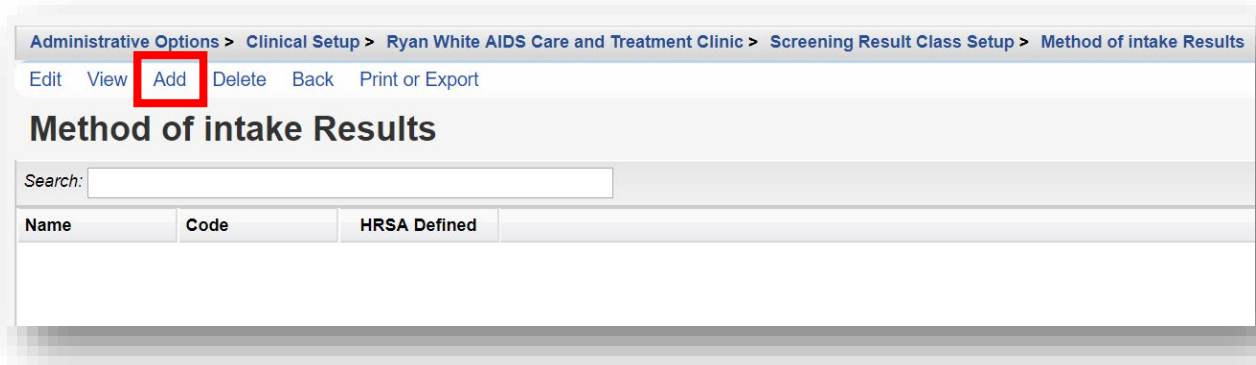 Administrative Options > Clinical Setup > Ryan White AIDS Care and Treatment Clinic > Screening Result Class Setup > Method of intake Results
Edit View Add Delete Back Print or Export
Method of intake Results
Search:
Name Code HRSA Defined